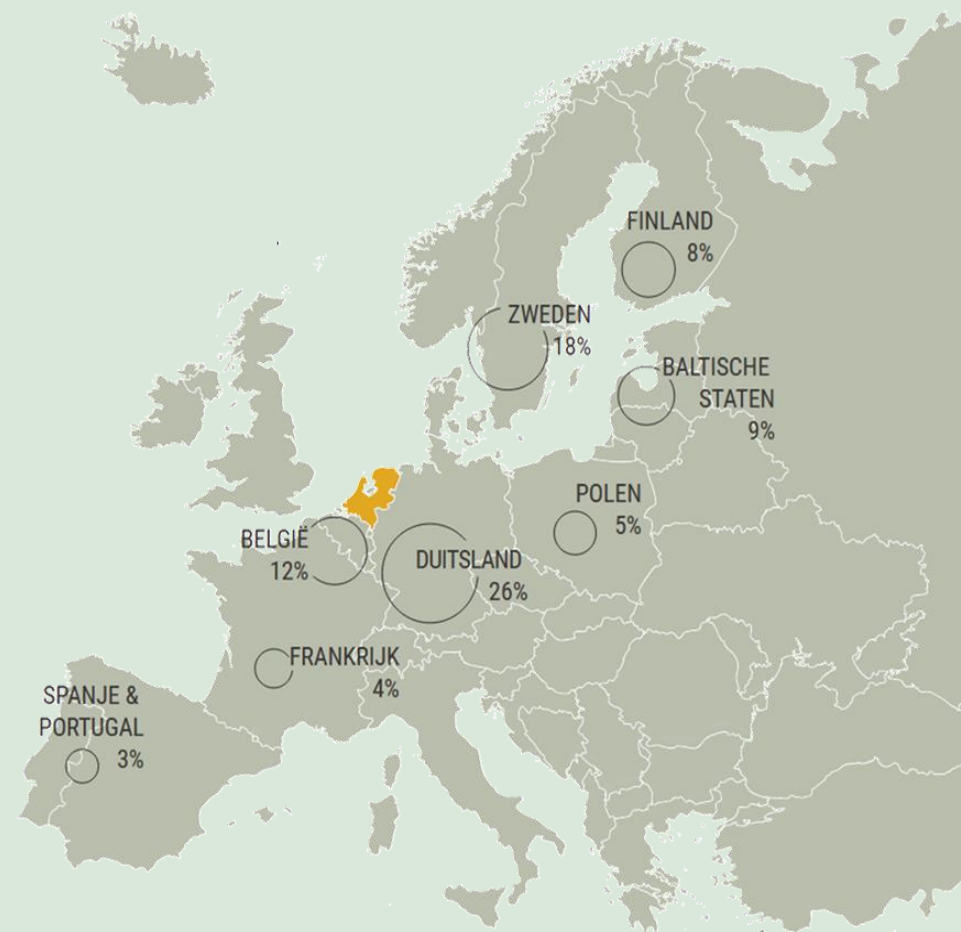 FINLAND
8%
ZWEDEN
18%
BALTISCHE
STATEN
9%
POLEN
5%
BELGIË
12%
DUITSLAND
26%
FRANKRIJK
4%
SPANJE &
PORTUGAL
3%